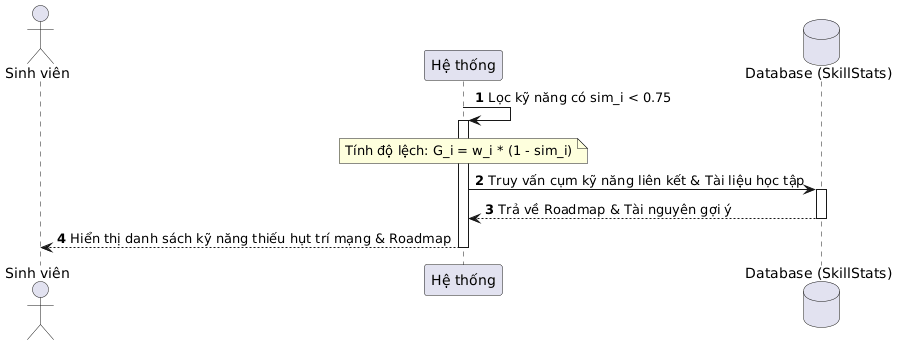 Sinh viên
Hệ thống
Database (SkillStats)
1 Lọc kỹ năng có sim_i < 0.75
Tính độ lệch: G_i = w_i * (1 - sim_i)
2 Truy vấn cụm kỹ năng liên kết & Tài liệu học tập
3 Trả về Roadmap & Tài nguyên gợi ý
4 Hiển thị danh sách kỹ năng thiếu hụt trí mạng & Roadmap
Sinh viên
Hệ thống
Database (SkillStats)